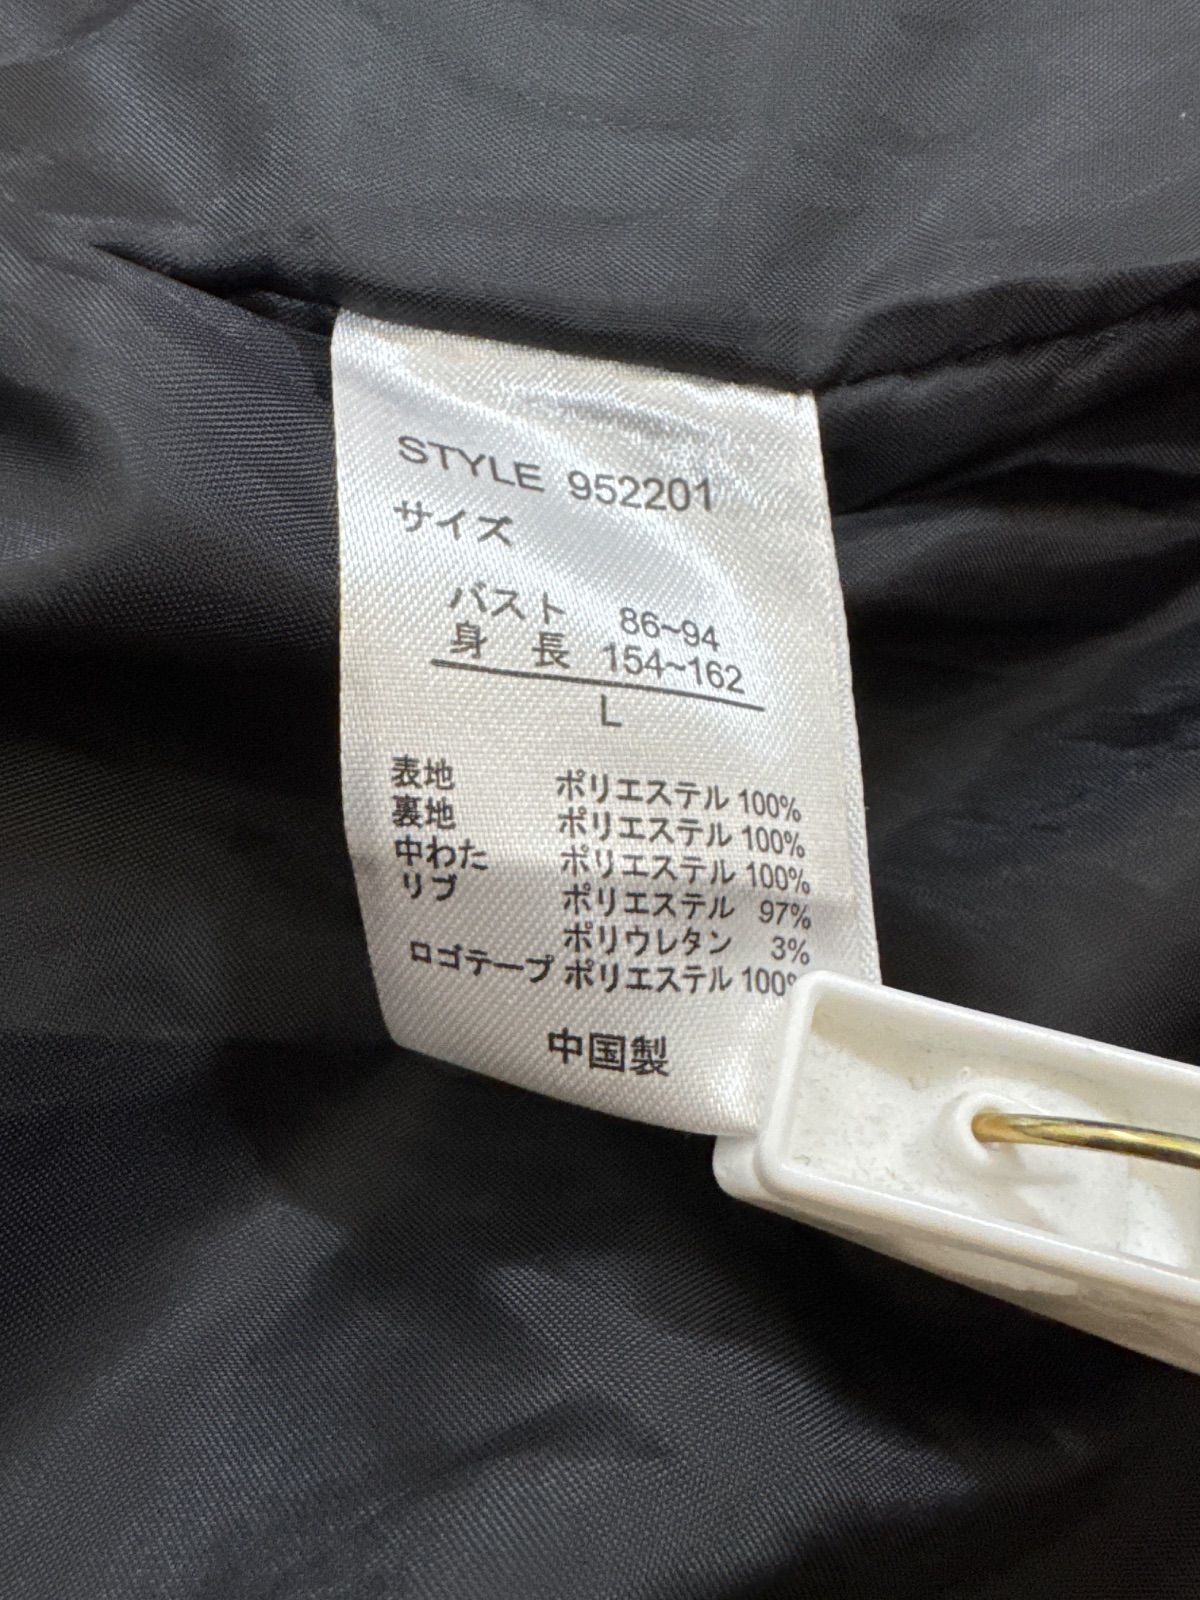 STYLE 952201
サイズ
バスト 86~94
身長 154~162
L
表地 ポリエステル 100%
裏地 ポリエステル 100%
中わた ポリエステル 100%
リブ ポリエステル 97%
ポリウレタン 3%
ロゴテープ ポリエステル 100%
中国製